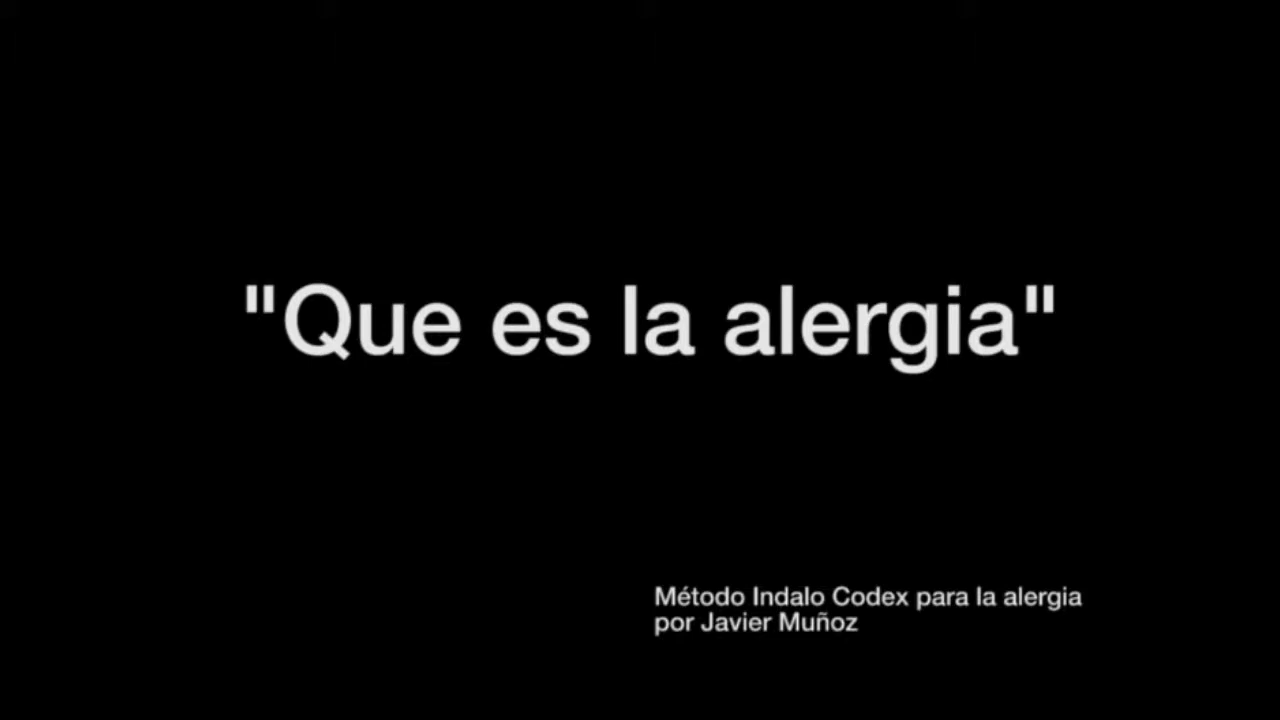 "Que es la alergia"
Método Indalo Codex para la alergia
por Javier Muñoz